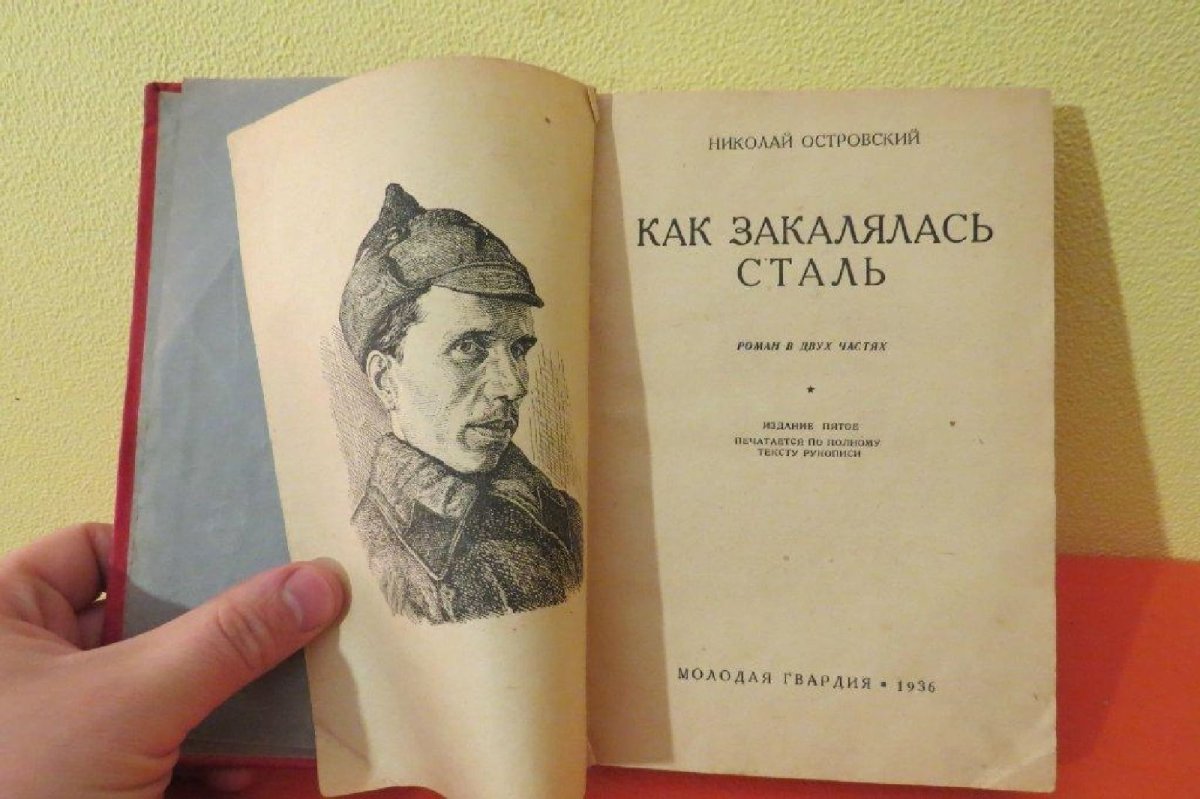 НИКОЛАЙ ОСТРОВСКИЙ
КАК ЗАКАЛЯЛАСЬ
СТАЛЬ
РОМАН В ДВУХ ЧАСТЯХ
ИЗДАНИЕ ПЯТОЕ
ПЕЧАТАЕТСЯ ПО ПОЛНОМУ
ТЕКСТУ РУКОПИСИ
МОЛОДАЯ ГВАРДИЯ • 1936